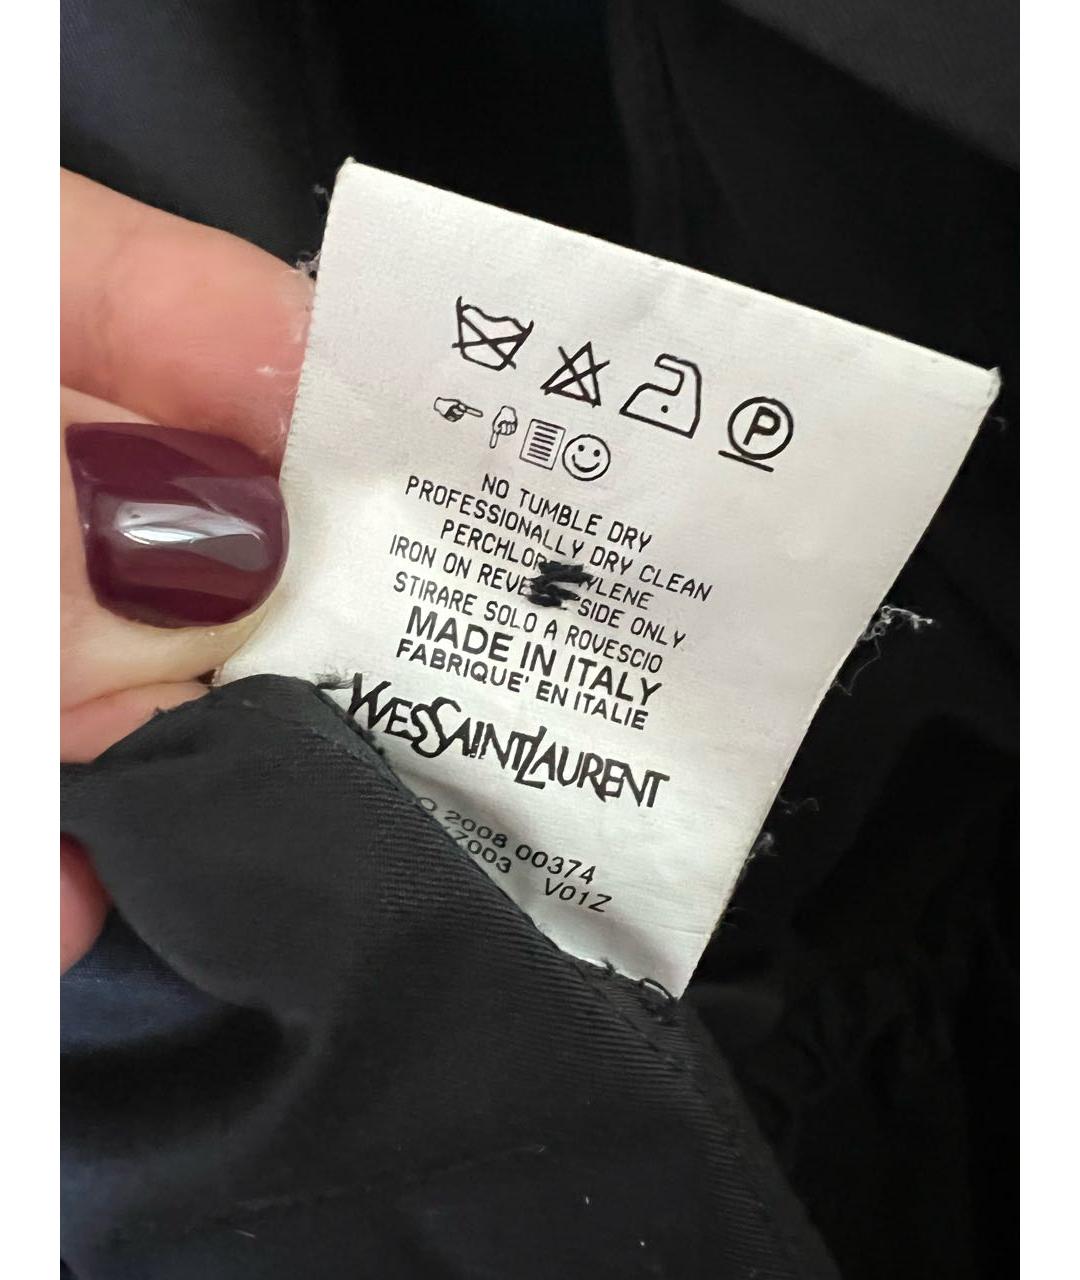 P
NO TUMBLE DRY
PROFESSIONALLY DRY CLEAN
IRON ON SIDE ONLY
STIRARE SOLO A ROVESCIO
MADE IN ITALY
FABRIQUE' EN ITALIE
YVESSAINTLAURENT
2008 00374
V01Z